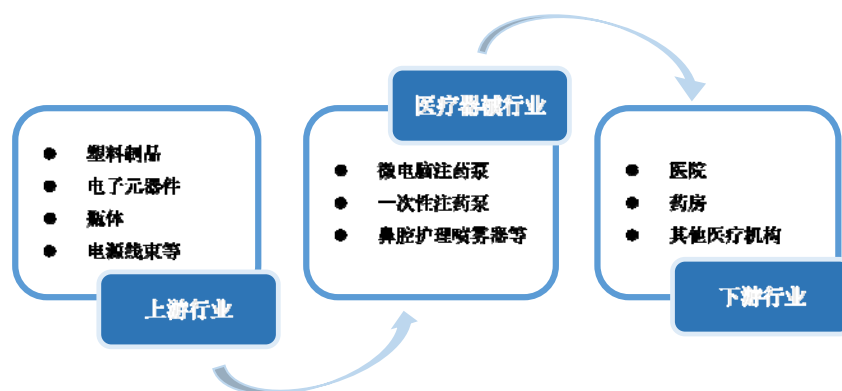 塑料制品
电子元器件
瓶体
电源线束等
上游行业
医疗器械行业
微电脑注药泵
一次性注药泵
鼻腔护理喷雾器等
医院
药房
其他医疗机构
下游行业